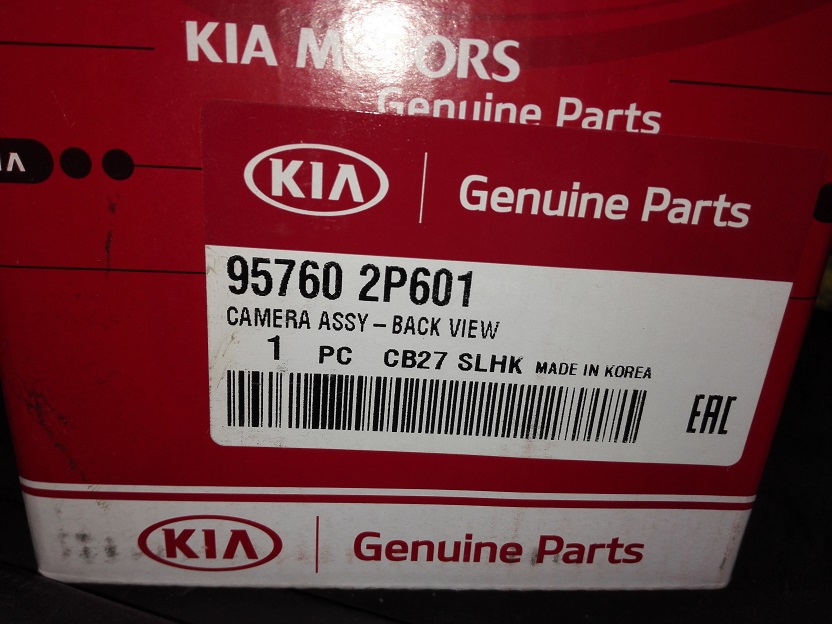 KIA MOTORS
Genuine Parts
KIA
Genuine Parts
95760 2P601
CAMERA ASSY - BACK VIEW
1 PC CB27 SLHK MADE IN KOREA
EAC
KIA
Genuine Parts